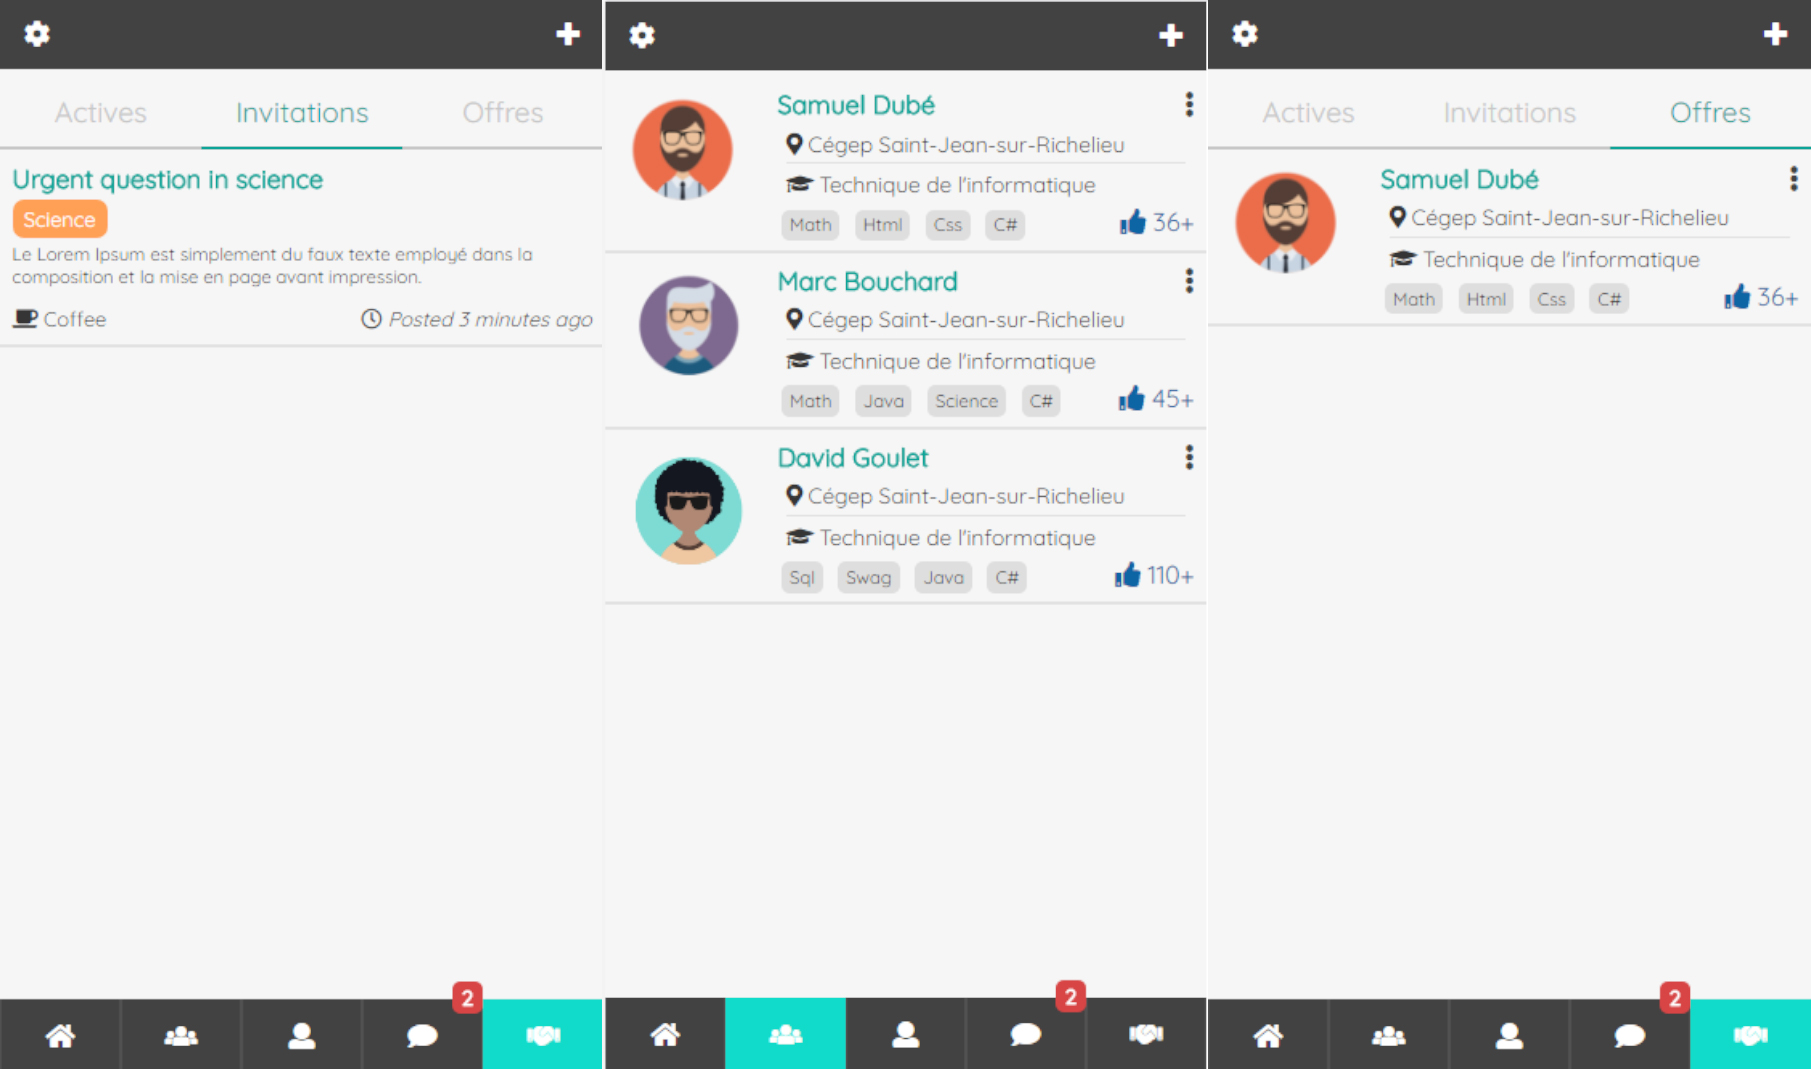 Actives Invitations Offres
Urgent question in science
Science
Le Lorem Ipsum est simplement du faux texte employé dans la
composition et la mise en page avant impression.
Coffee Posted 3 minutes ago
2
Samuel Dubé
Cégep Saint-Jean-sur-Richelieu
Technique de l'informatique
Math Html Css C# 36+
Marc Bouchard
Cégep Saint-Jean-sur-Richelieu
Technique de l'informatique
Math Java Science C# 45+
David Goulet
Cégep Saint-Jean-sur-Richelieu
Technique de l'informatique
Sql Swag Java C# 110+
2
Actives Invitations Offres
Samuel Dubé
Cégep Saint-Jean-sur-Richelieu
Technique de l'informatique
Math Html Css C# 36+
2